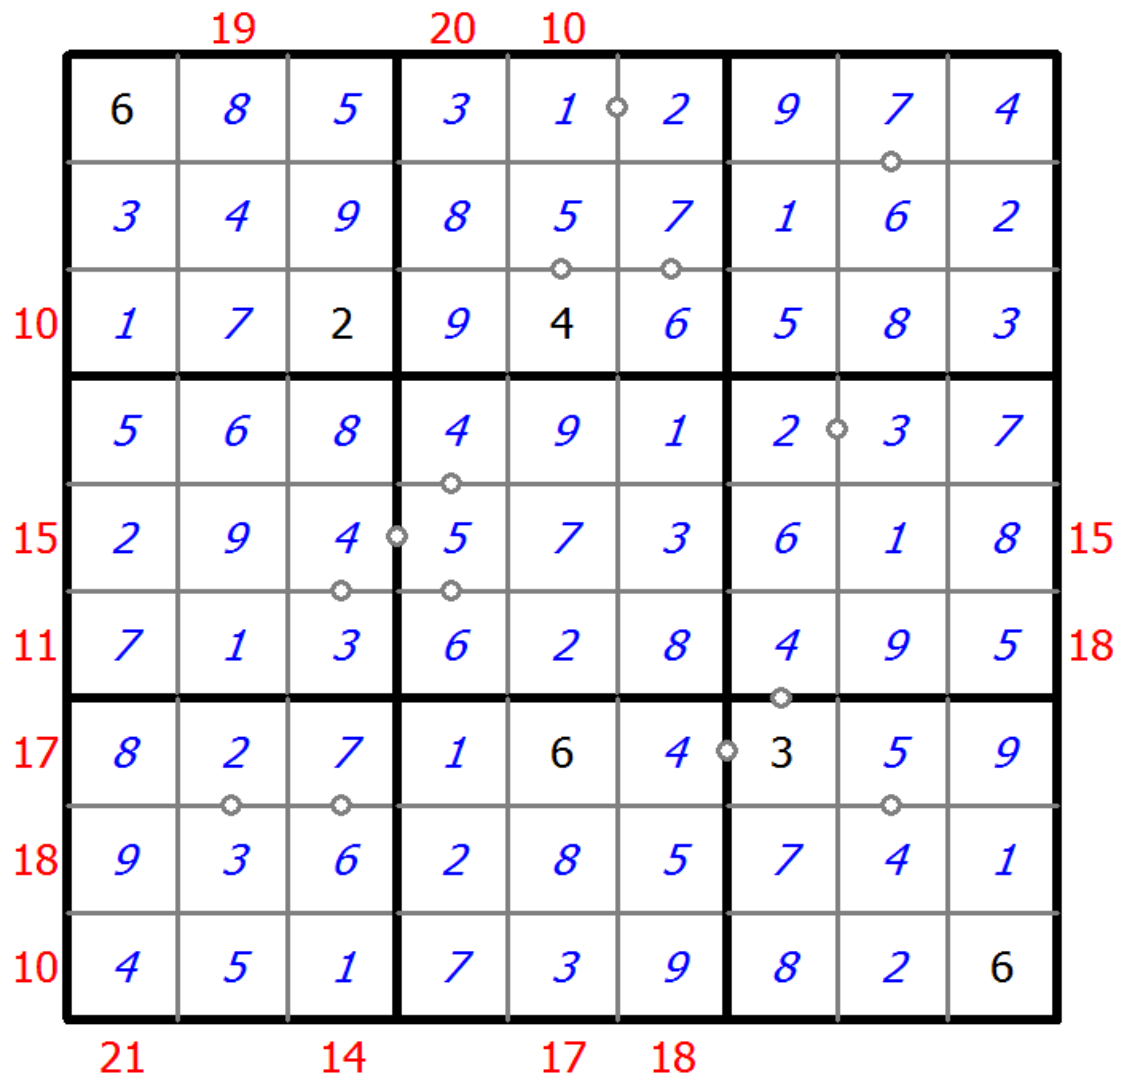 19 20 10
6 8 5 3 1 2 9 7 4
3 4 9 8 5 7 1 6 2
10 1 7 2 9 4 6 5 8 3
5 6 8 4 9 1 2 3 7
15 2 9 4 5 7 3 6 1 8 15
11 7 1 3 6 2 8 4 9 5 18
17 8 2 7 1 6 4 3 5 9
18 9 3 6 2 8 5 7 4 1
10 4 5 1 7 3 9 8 2 6
21 14 17 18